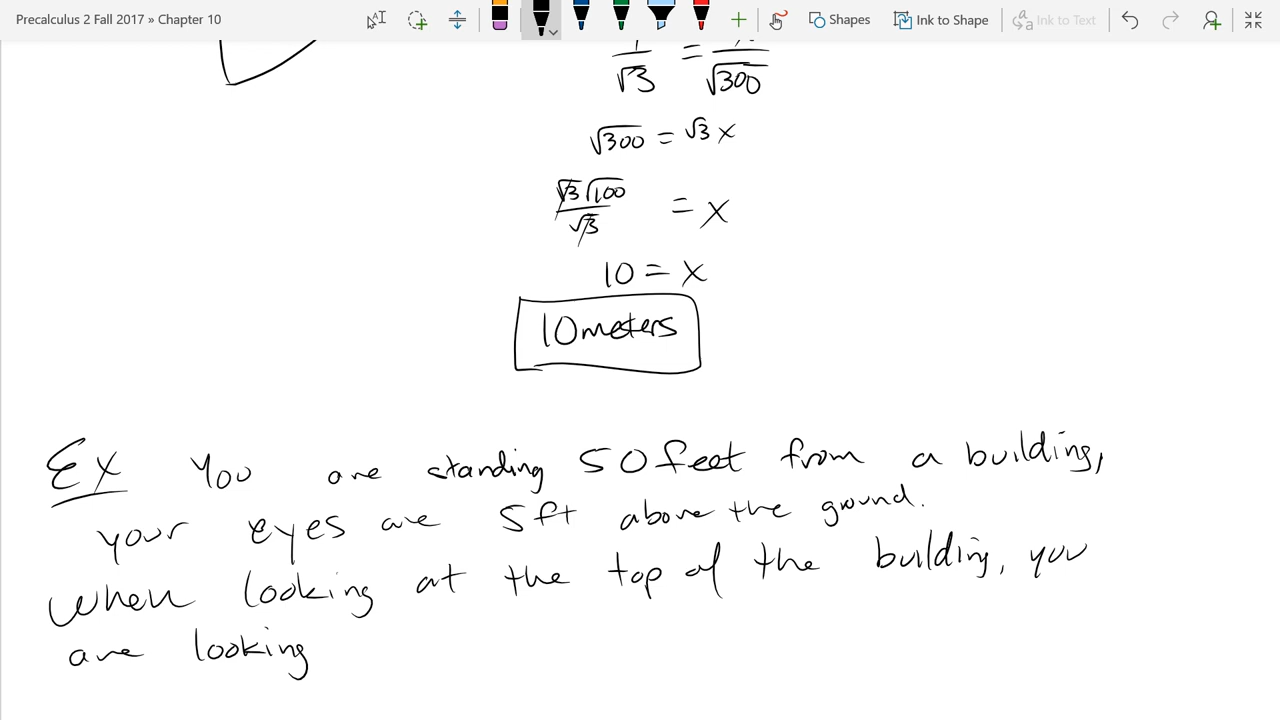 Precalculus 2 Fall 2017 » Chapter 10
Shapes
Ink to Shape
Ink to Text
1/√3 = /√300
√300 = √3 x
√3√100/√3 = x
10 = x
10 meters
Ex You are standing 50 feet from a building,
your eyes are 5ft above the ground.
When looking at the top of the building, you
are looking